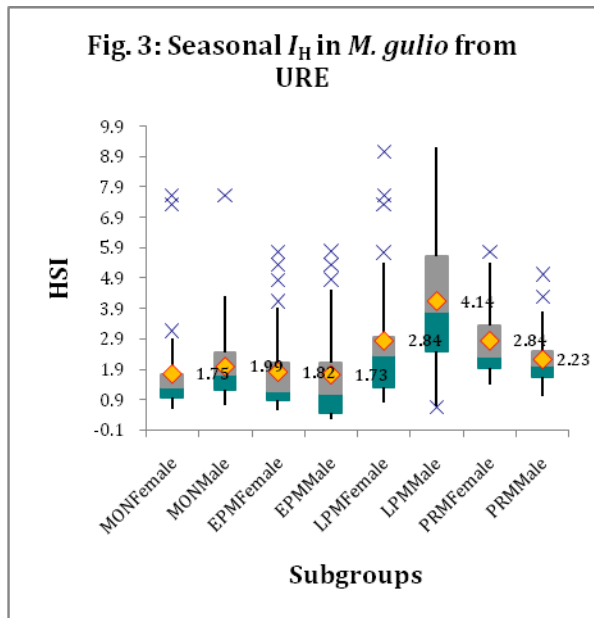 Fig. 3: Seasonal I_H in M. gulio from
URE
9.9
8.9
7.9
6.9
5.9
4.9
3.9
2.9
1.9
0.9
-0.1
HSI
1.75
1.99
1.82
1.73
2.84
4.14
2.84
2.23
MONFemale
MONMale
EPMFemale
EPMMale
LPMFemale
LPMMale
PRMFemale
PRMMale
Subgroups